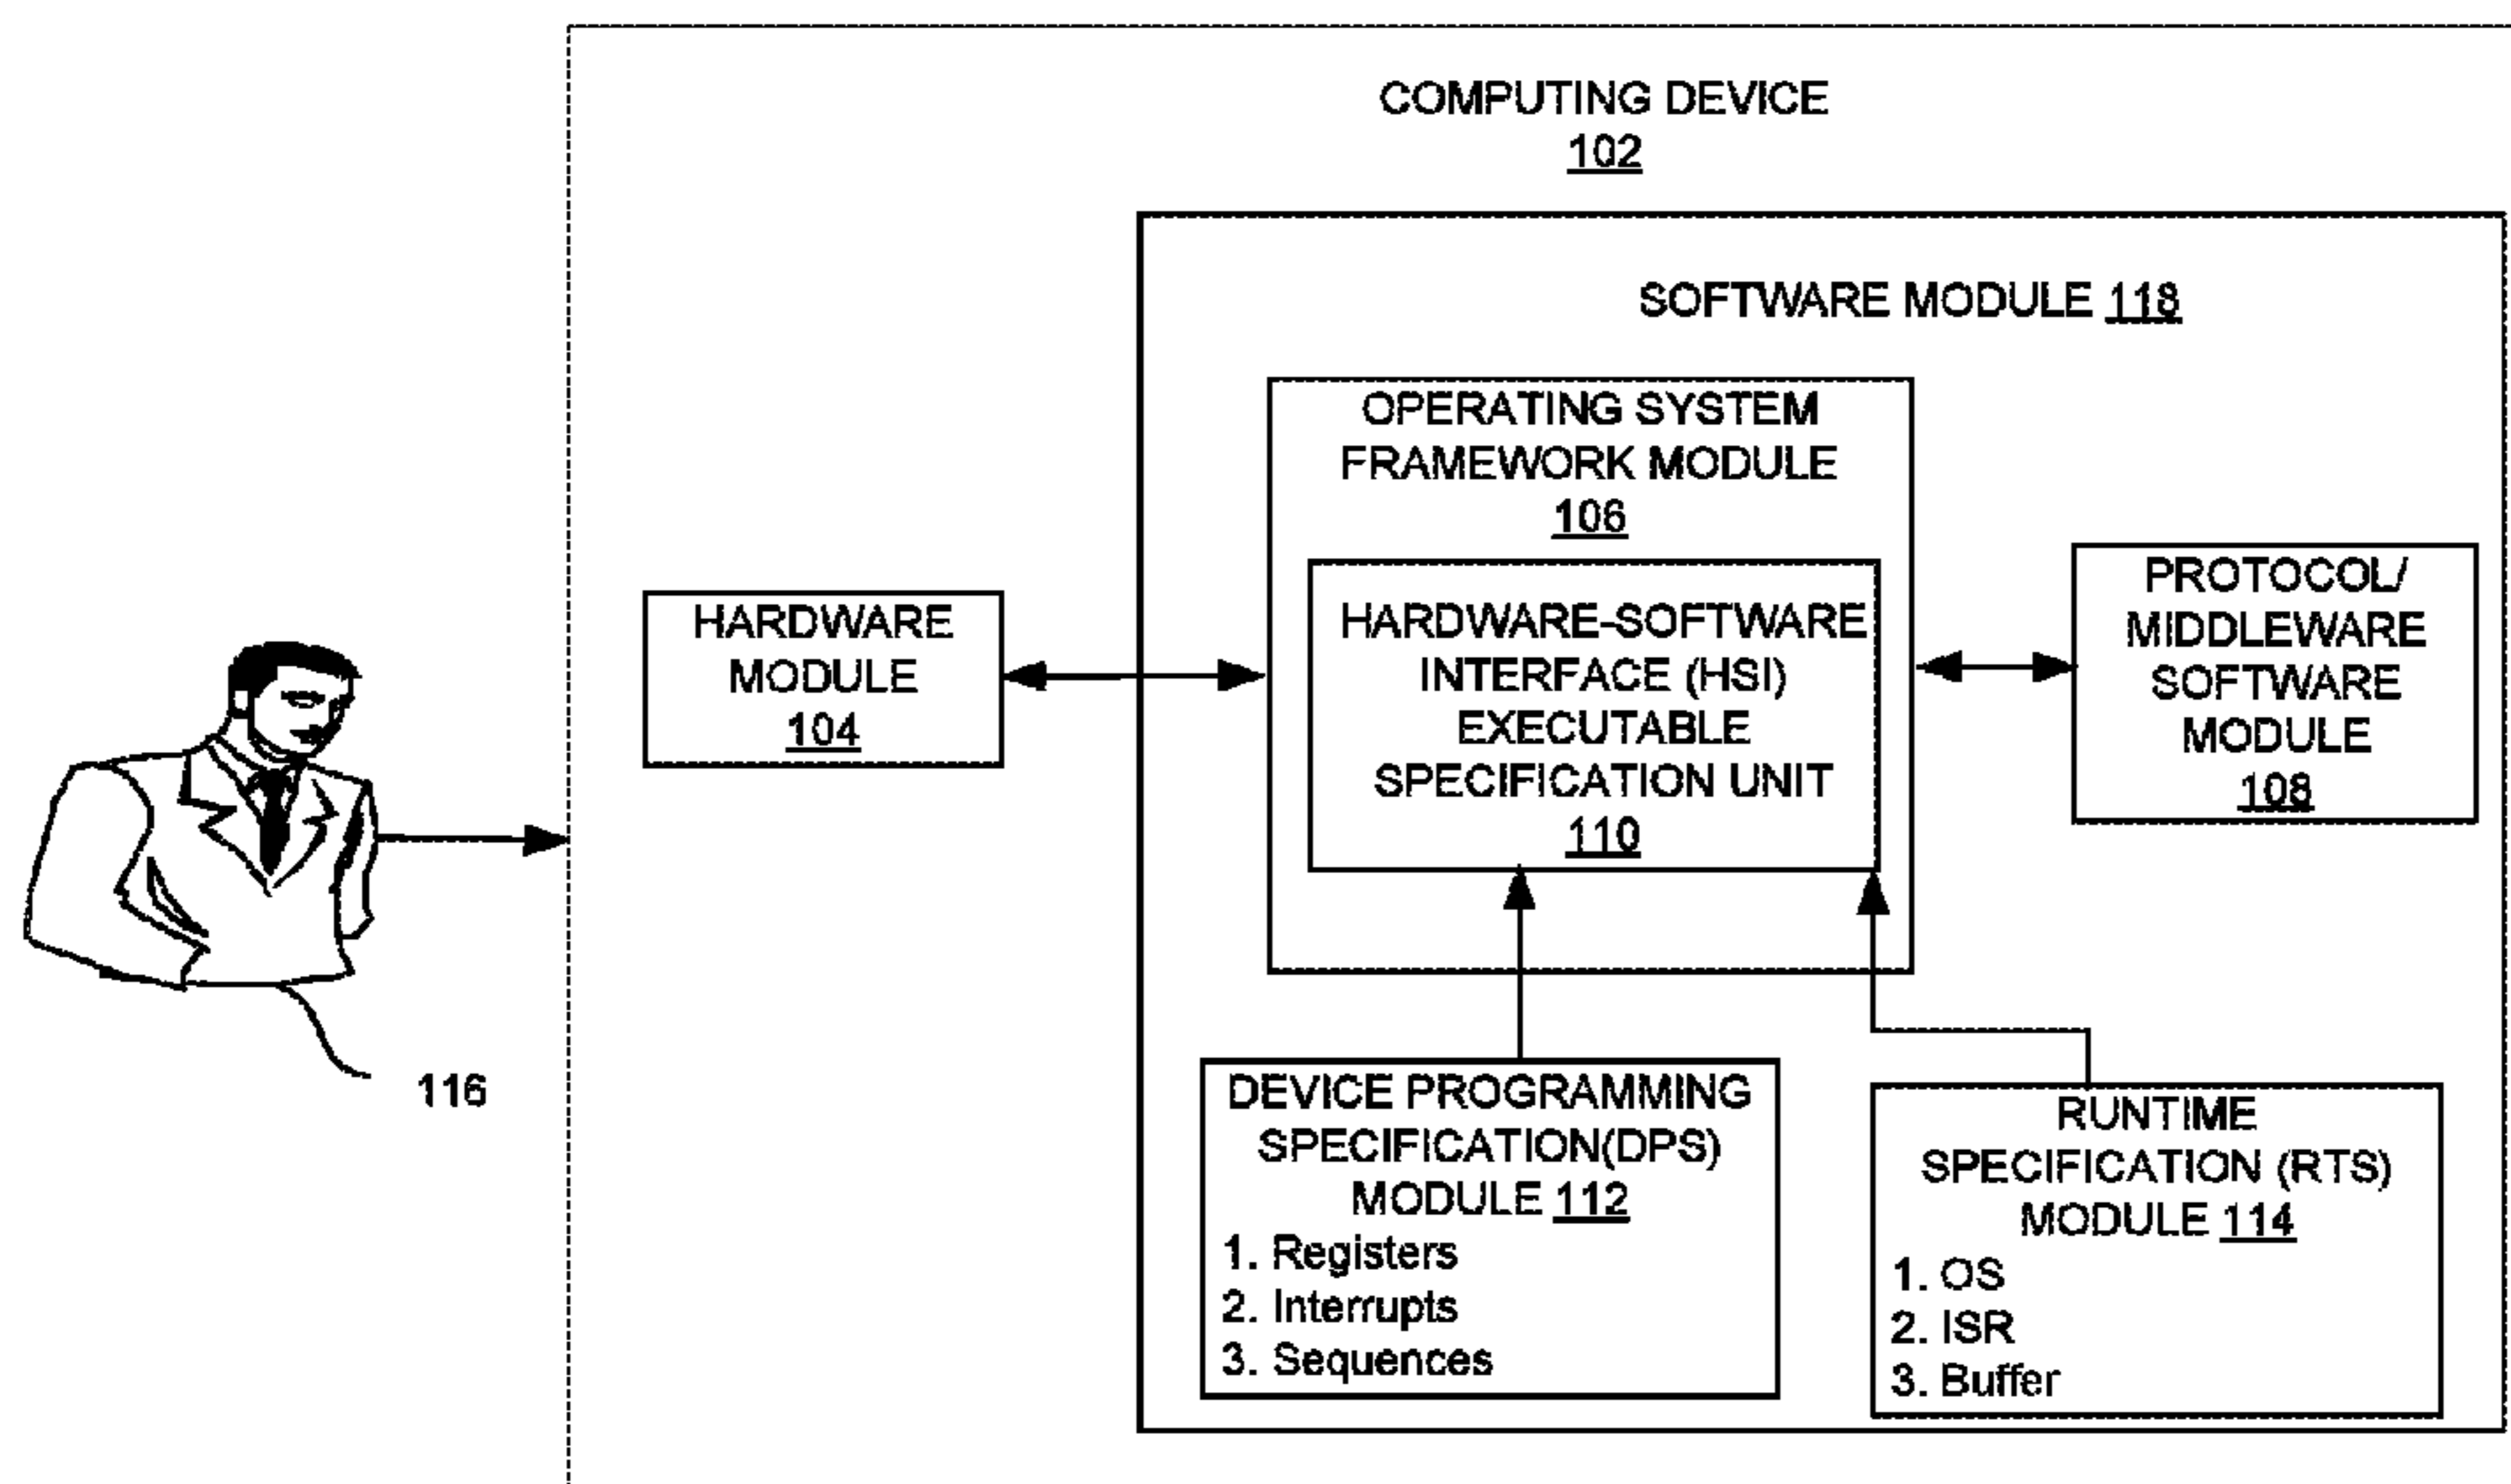 COMPUTING DEVICE
102
SOFTWARE MODULE 118
OPERATING SYSTEM
FRAMEWORK MODULE
106
HARDWARE
MODULE
104
HARDWARE-SOFTWARE
INTERFACE (HSI)
EXECUTABLE
SPECIFICATION UNIT
110
PROTOCOL/
MIDDLEWARE
SOFTWARE
MODULE
108
116
DEVICE PROGRAMMING
SPECIFICATION(DPS)
MODULE 112
1. Registers
2. Interrupts
3. Sequences
RUNTIME
SPECIFICATION (RTS)
MODULE 114
1. OS
2. ISR
3. Buffer